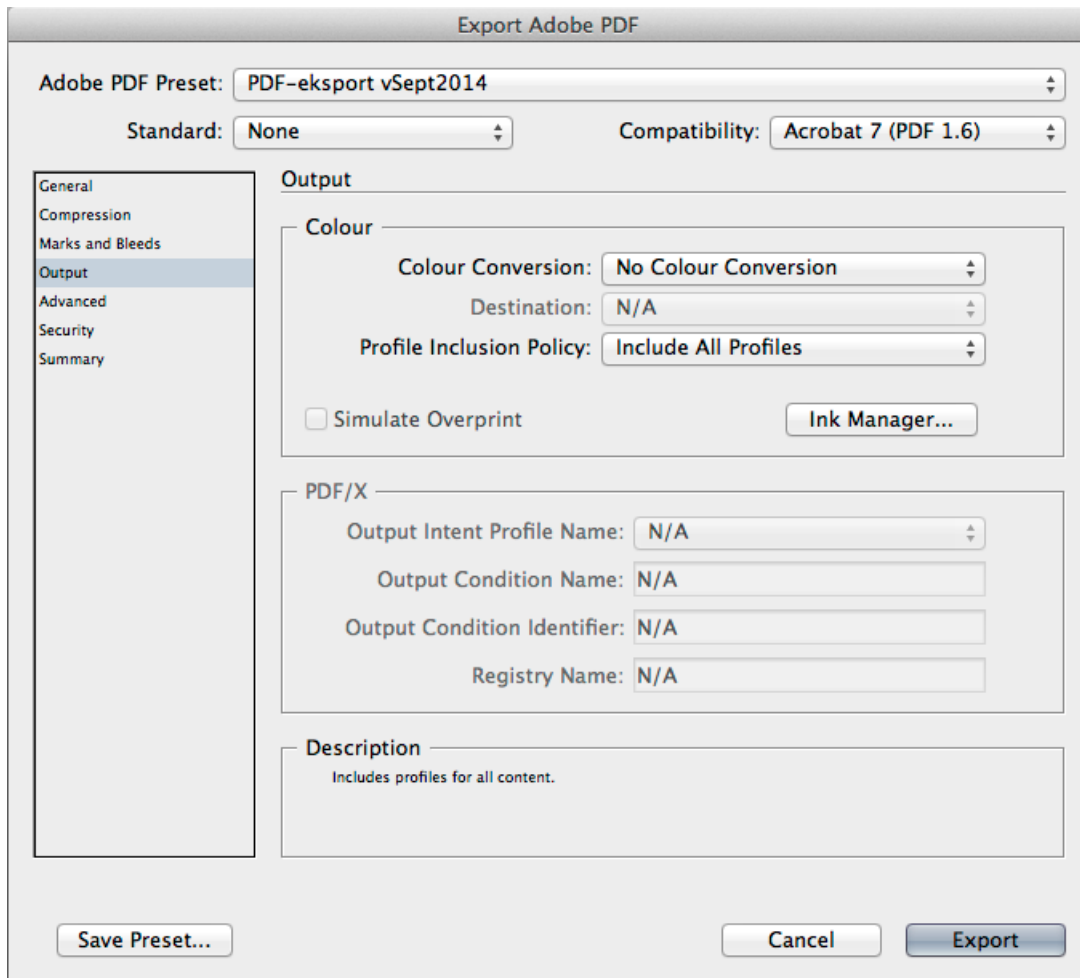 Export Adobe PDF
Adobe PDF Preset: PDF-eksport vSept2014
Standard: None Compatibility: Acrobat 7 (PDF 1.6)
General
Compression
Marks and Bleeds
Output
Advanced
Security
Summary
Output
Colour
Colour Conversion: No Colour Conversion
Destination: N/A
Profile Inclusion Policy: Include All Profiles
Simulate Overprint Ink Manager...
PDF/X
Output Intent Profile Name: N/A
Output Condition Name: N/A
Output Condition Identifier: N/A
Registry Name: N/A
Description
Includes profiles for all content.
Save Preset... Cancel Export